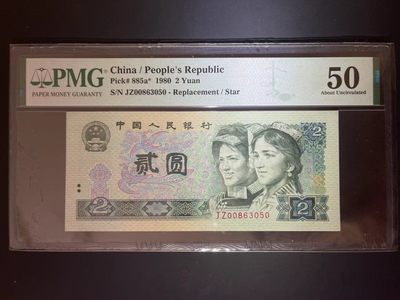 PMG
PAPER MONEY GUARANTY
China / People's Republic
Pick# 885a* 1980 2 Yuan
S/N JZ00863050 - Replacement / Star
50
About Uncirculated
中国人民银行
贰圆
2
2
2
JZ00863050